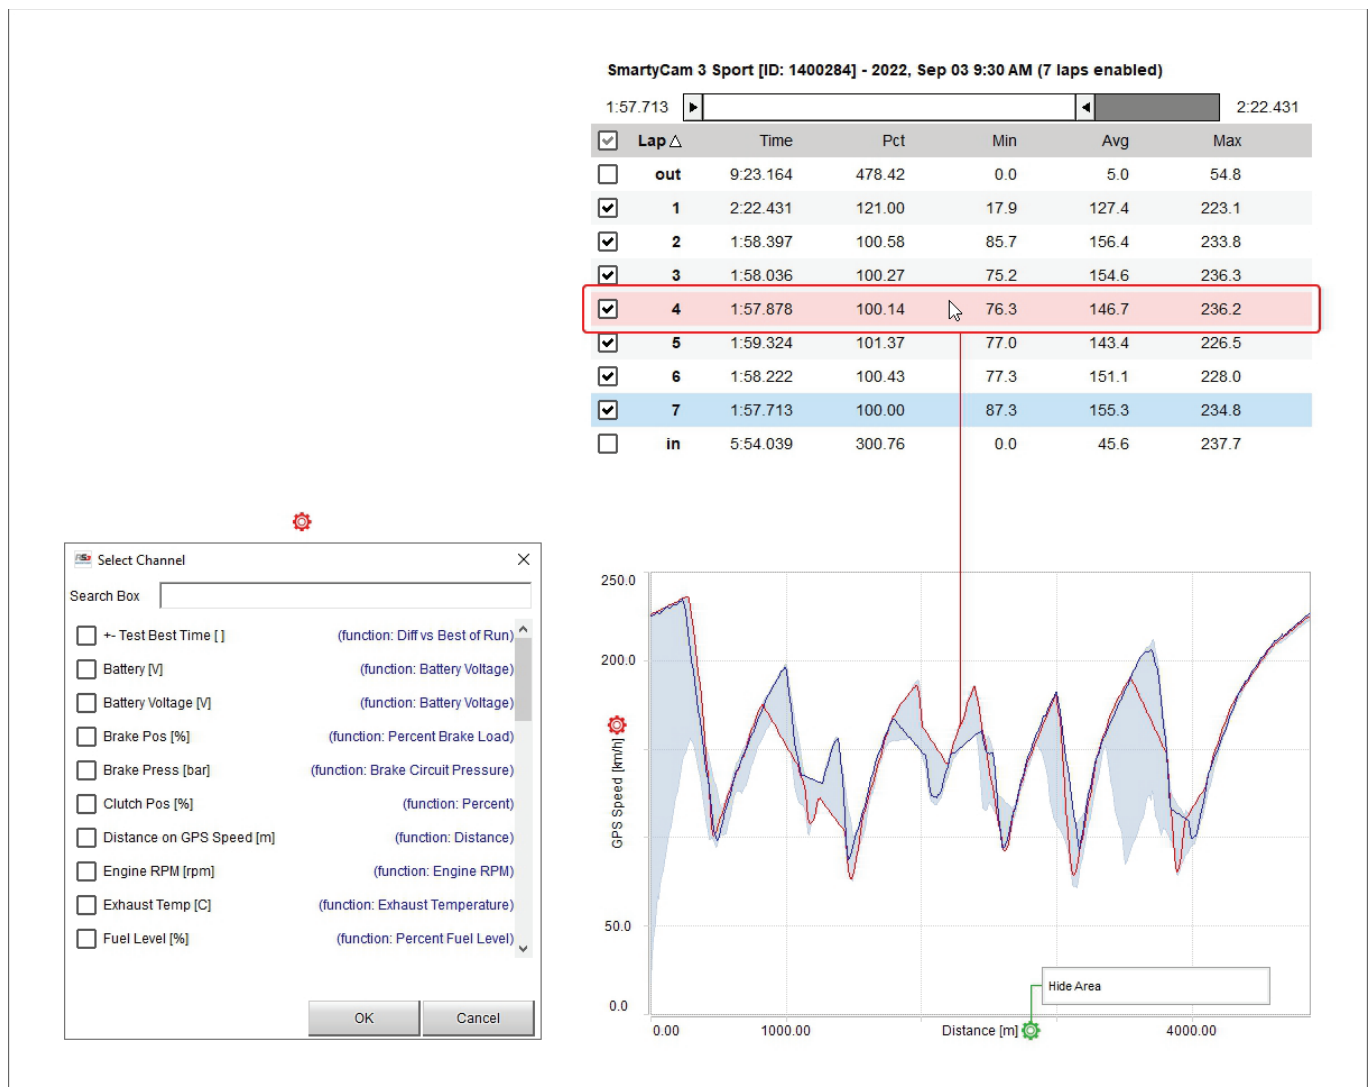 SmartyCam 3 Sport [ID: 1400284] - 2022, Sep 03 9:30 AM (7 laps enabled)
1:57.713 2:22.431
Lap Time Pct Min Avg Max
out 9:23.164 478.42 0.0 5.0 54.8
1 2:22.431 121.00 17.9 127.4 223.1
2 1:58.397 100.58 85.7 156.4 233.8
3 1:58.036 100.27 75.2 154.6 236.3
4 1:57.878 100.14 76.3 146.7 236.2
5 1:59.324 101.37 77.0 143.4 226.5
6 1:58.222 100.43 77.3 151.1 228.0
7 1:57.713 100.00 87.3 155.3 234.8
in 5:54.039 300.76 0.0 45.6 237.7
Select Channel
Search Box
+- Test Best Time [ ] (function: Diff vs Best of Run)
Battery [V] (function: Battery Voltage)
Battery Voltage [V] (function: Battery Voltage)
Brake Pos [%] (function: Percent Brake Load)
Brake Press [bar] (function: Brake Circuit Pressure)
Clutch Pos [%] (function: Percent)
Distance on GPS Speed [m] (function: Distance)
Engine RPM [rpm] (function: Engine RPM)
Exhaust Temp [C] (function: Exhaust Temperature)
Fuel Level [%] (function: Percent Fuel Level)
OK Cancel
250.0
200.0
GPS Speed [km/h]
50.0
0.0
Hide Area
0.00 1000.00 Distance [m] 4000.00